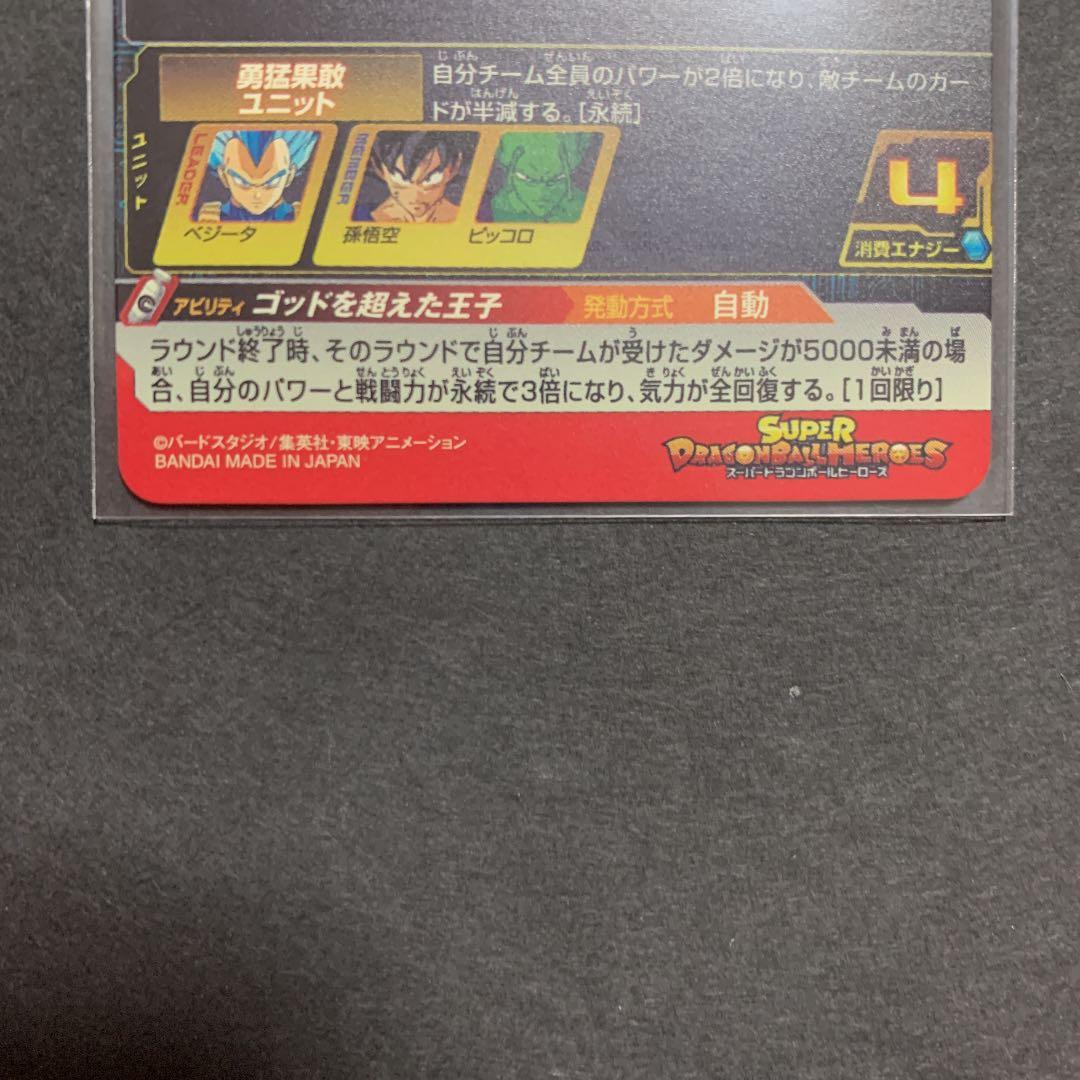 勇猛果敢
ユニット
自分チーム全員のパワーが2倍になり、敵チームのガー
ドが半減する。[永続]
ユニット
LEADER
ベジータ
MEMBER
孫悟空
ピッコロ
4
消費エナジー
アビリティ ゴッドを超えた王子 発動方式 自動
ラウンド終了時、そのラウンドで自分チームが受けたダメージが5000未満の場
合、自分のパワーと戦闘力が永続で3倍になり、気力が全回復する。[1回限り]
©バードスタジオ/集英社・東映アニメーション
BANDAI MADE IN JAPAN
SUPER
DRAGONBALL HEROES
スーパードラゴンボールヒーローズ